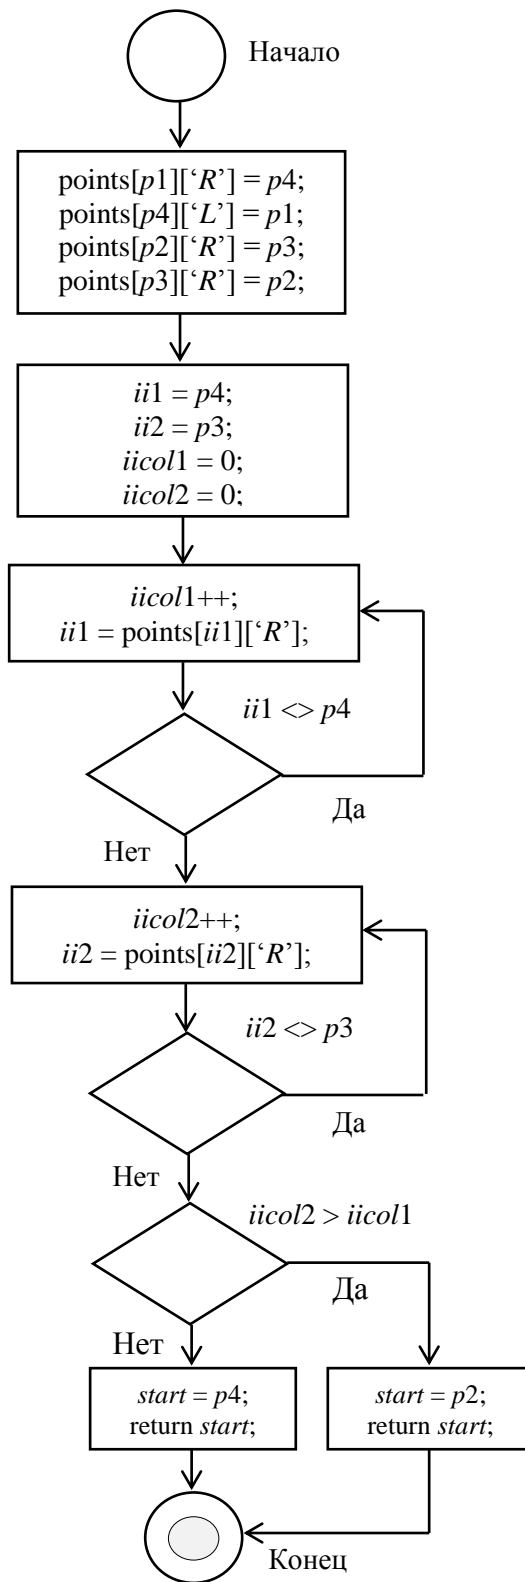 Начало
points[p1][‘R’] = p4;
points[p4][‘L’] = p1;
points[p2][‘R’] = p3;
points[p3][‘R’] = p2;
ii1 = p4;
ii2 = p3;
iicol1 = 0;
iicol2 = 0;
iicol1++;
ii1 = points[ii1][‘R’];
ii1 <> p4
Да
Нет
iicol2++;
ii2 = points[ii2][‘R’];
ii2 <> p3
Да
Нет
iicol2 > iicol1
Да
Нет
start = p4;
return start;
start = p2;
return start;
Конец